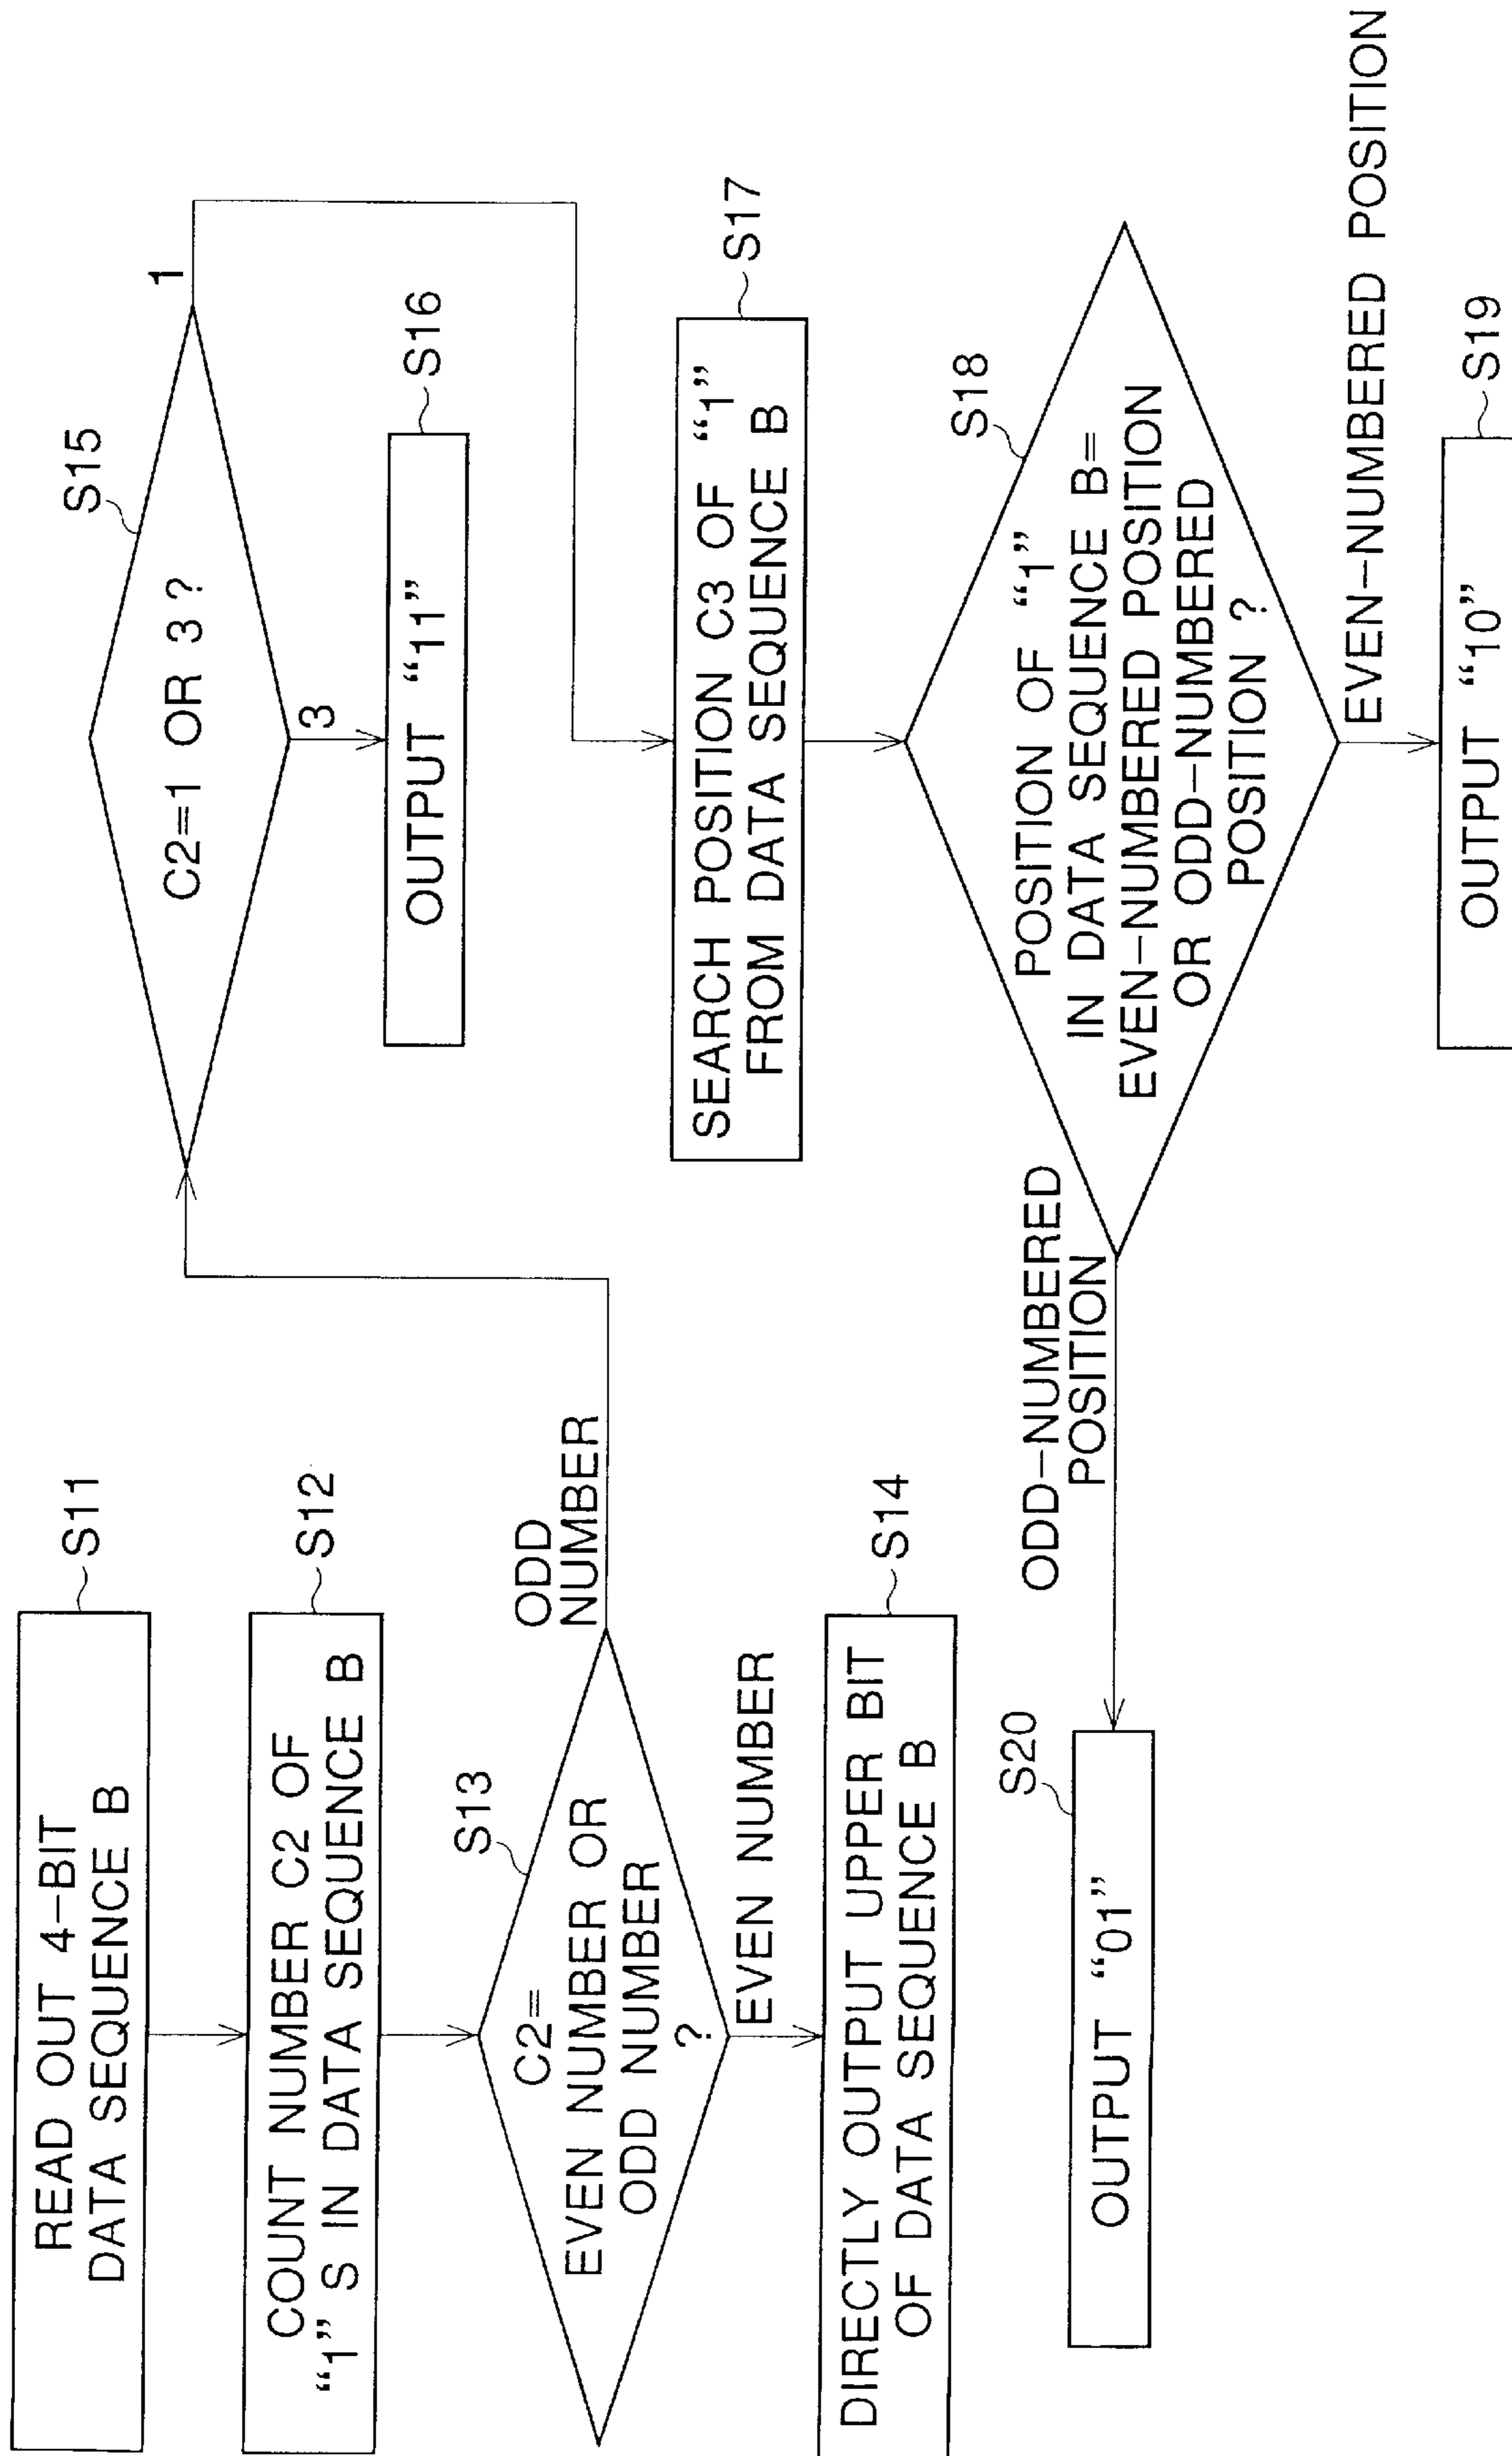 READ OUT 4-BIT
DATA SEQUENCE B
S11
COUNT NUMBER C2 OF
“1” S IN DATA SEQUENCE B
S12
C2=
EVEN NUMBER OR
ODD NUMBER
?
S13
ODD
NUMBER
EVEN NUMBER
DIRECTLY OUTPUT UPPER BIT
OF DATA SEQUENCE B
S14
C2=1 OR 3 ?
S15
1
3
OUTPUT “11”
S16
SEARCH POSITION C3 OF “1”
FROM DATA SEQUENCE B
S17
POSITION OF “1”
IN DATA SEQUENCE B=
EVEN-NUMBERED POSITION
OR ODD-NUMBERED
POSITION ?
S18
EVEN-NUMBERED POSITION
OUTPUT “10”
S19
ODD-NUMBERED
POSITION
OUTPUT “01”
S20